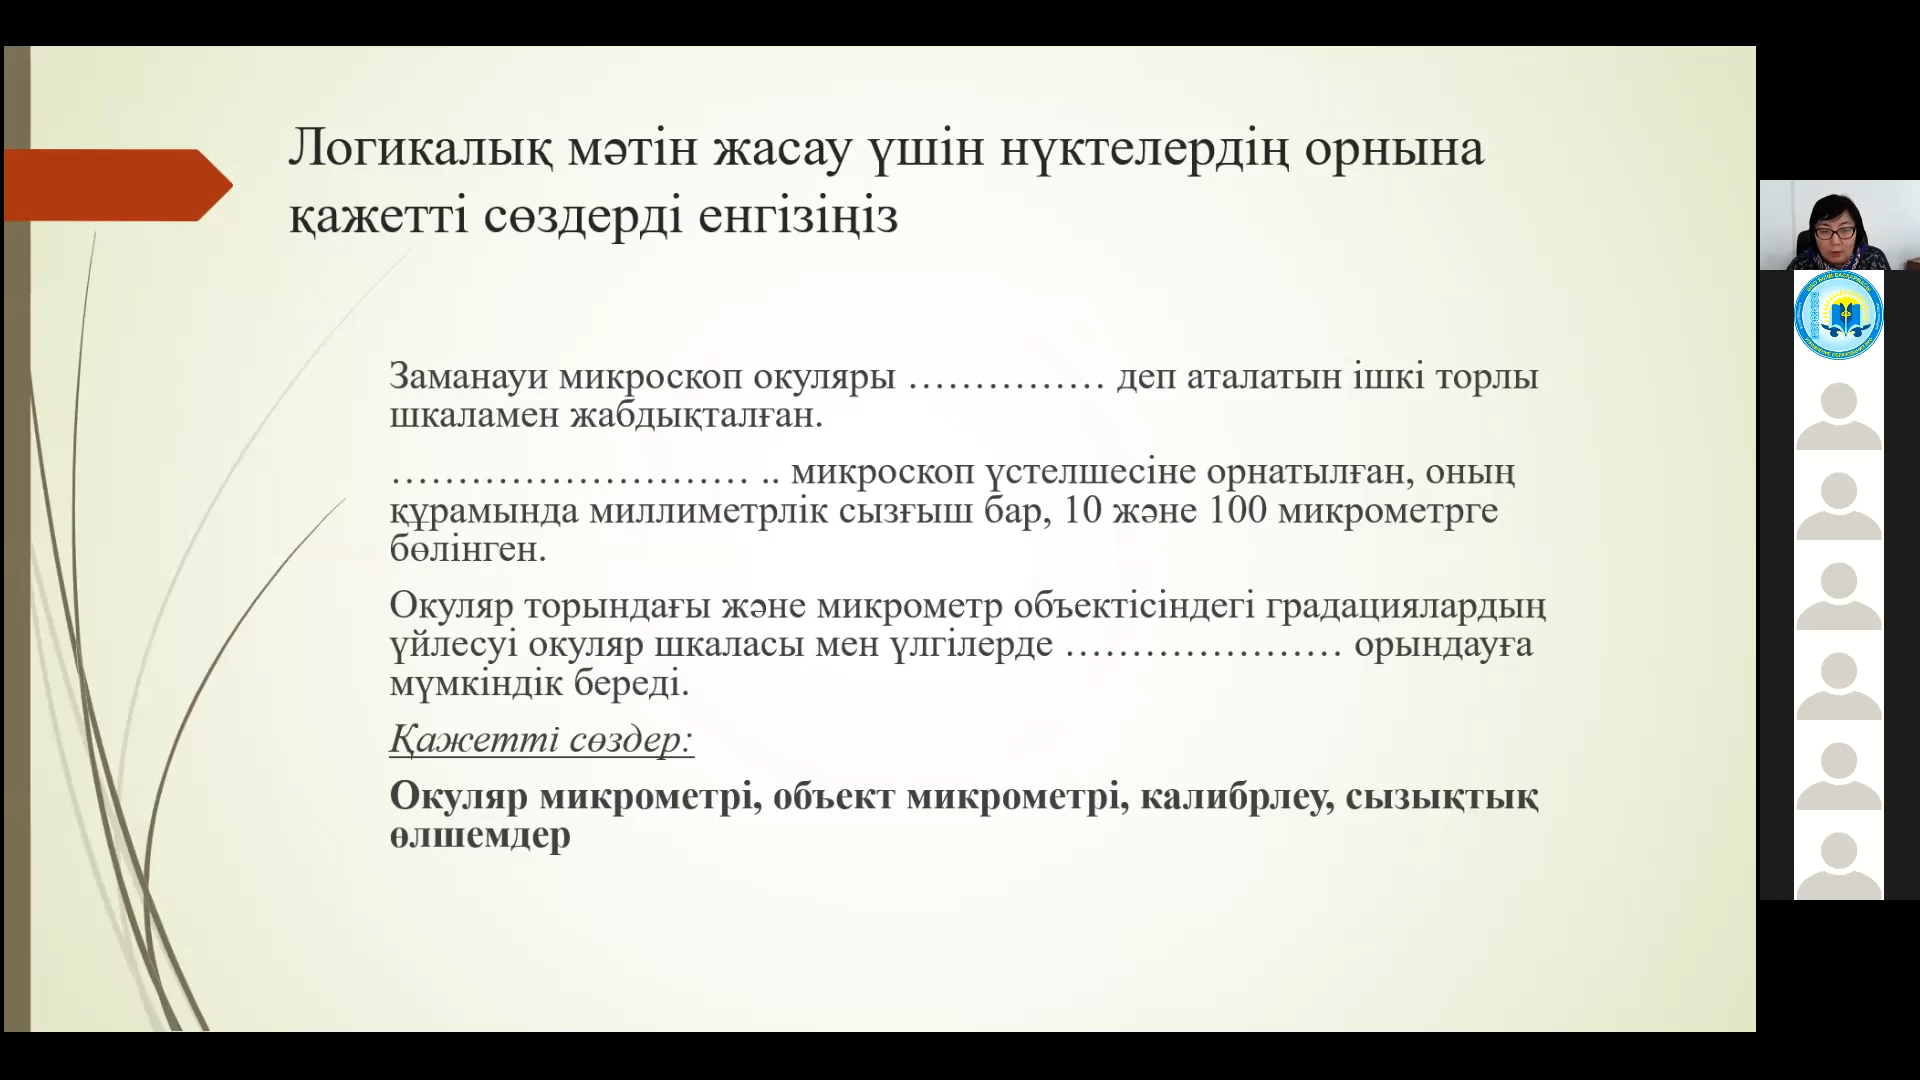 Логикалық мәтін жасау үшін нүктелердің орнына
қажетті сөздерді енгізіңіз
Заманауи микроскоп окуляры …………… деп аталатын ішкі торлы
шкаламен жабдықталған.
……………………… .. микроскоп үстелшесіне орнатылған, оның
құрамында миллиметрлік сызғыш бар, 10 және 100 микрометрге
бөлінген.
Окуляр торындағы және микрометр объектісіндегі градациялардың
үйлесуі окуляр шкаласы мен үлгілерде ………………… орындауға
мүмкіндік береді.
Қажетті сөздер:
Окуляр микрометрі, объект микрометрі, калибрлеу, сызықтық
өлшемдер